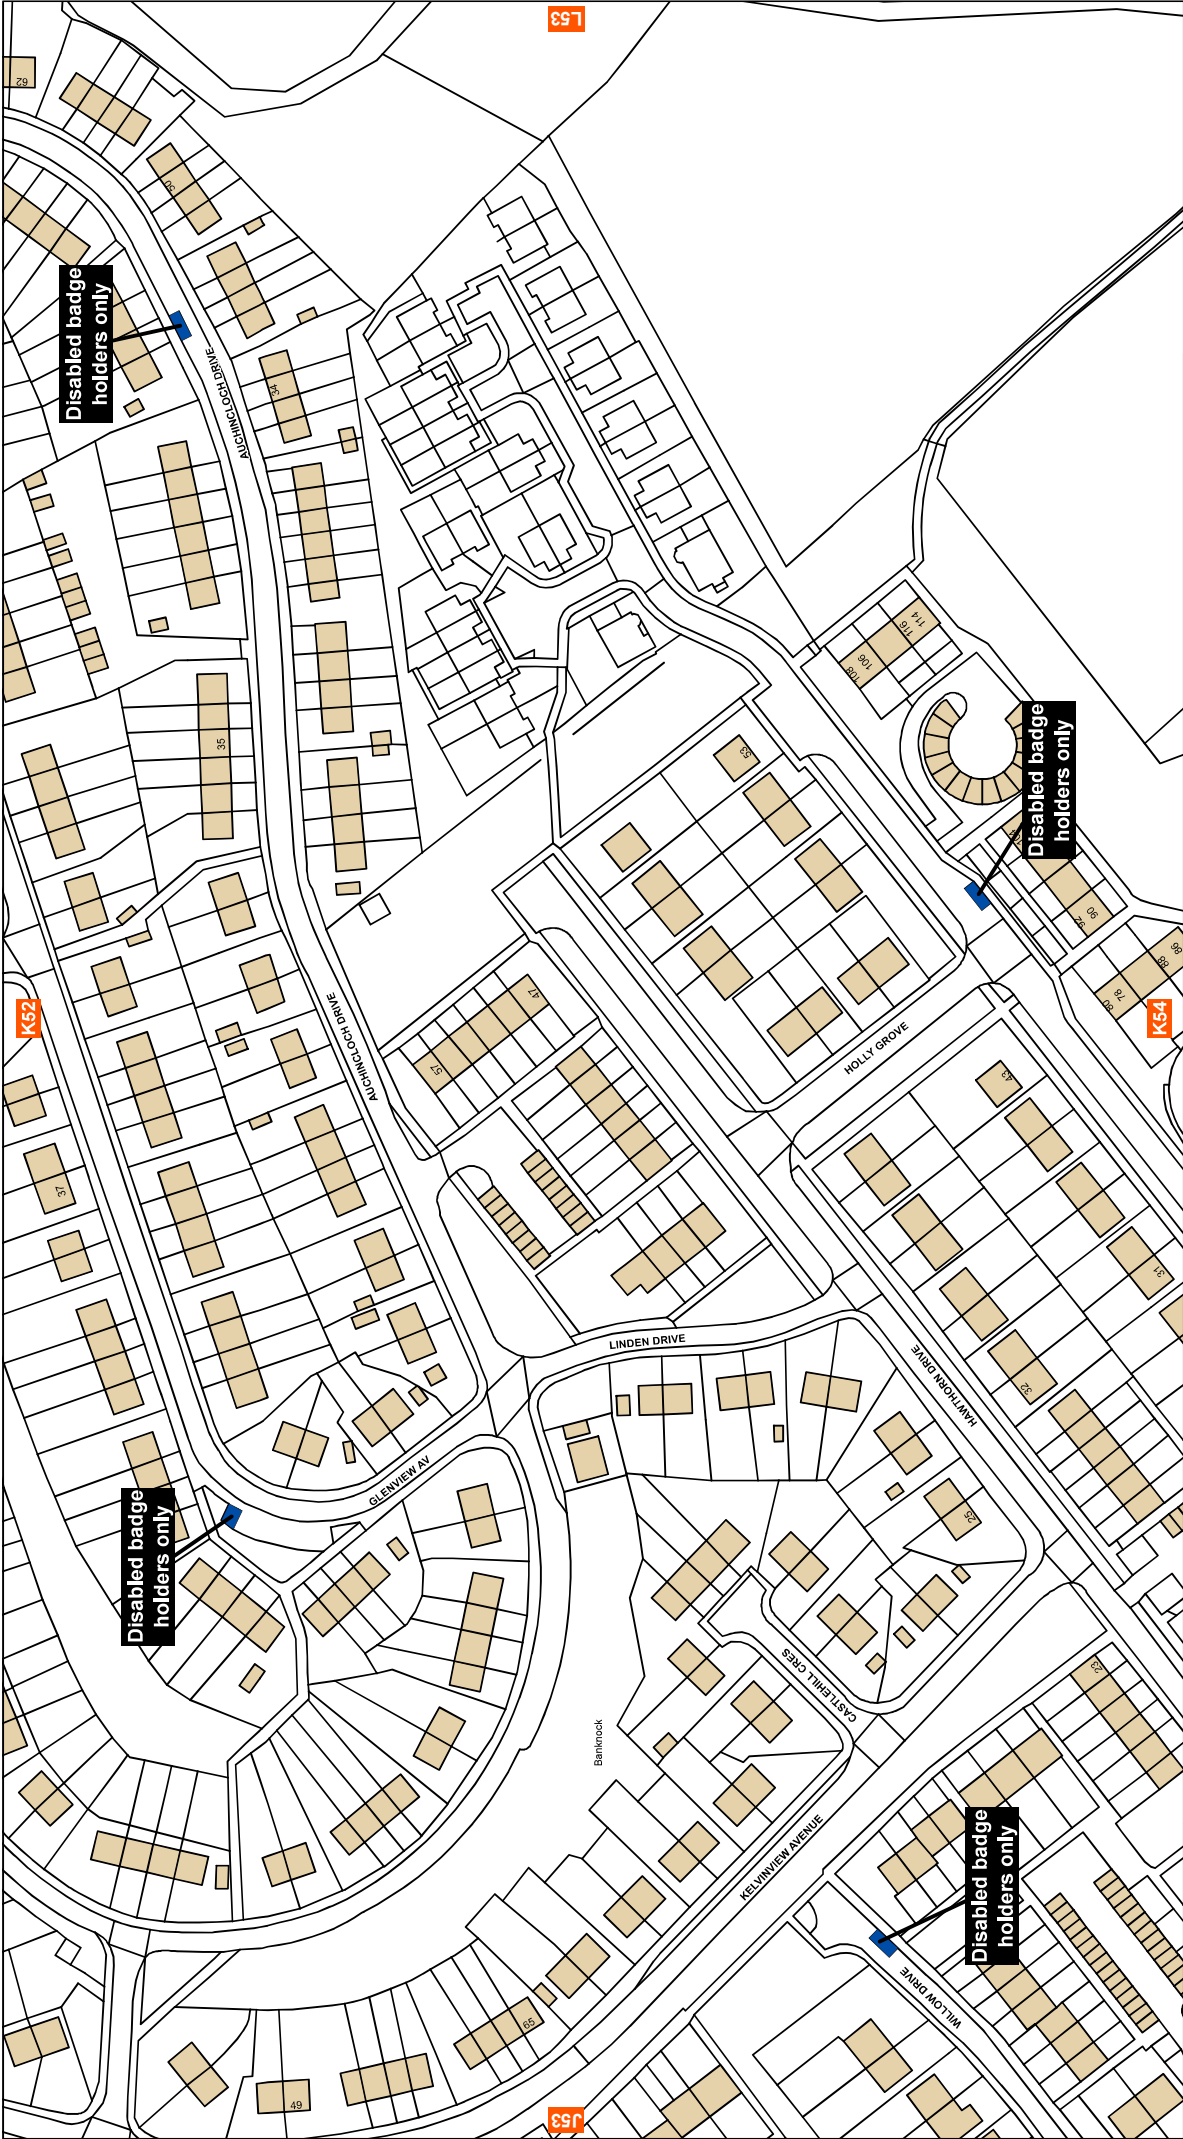 L53
62
50
Disabled badge
holders only
AUCHINCLOCH DRIVE
34
35
114
116
106
108
53
Disabled badge
holders only
104
90
92
86
88
78
80
K52
K54
47
57
AUCHINCLOCH DRIVE
HOLLY GROVE
43
37
31
32
LINDEN DRIVE
HAWTHORN DRIVE
GLENVIEW AV
25
Disabled badge
holders only
CASTLEHILL CRES
23
Banknock
KELVINVIEW AVENUE
Disabled badge
holders only
WILLOW DRIVE
65
49
J53